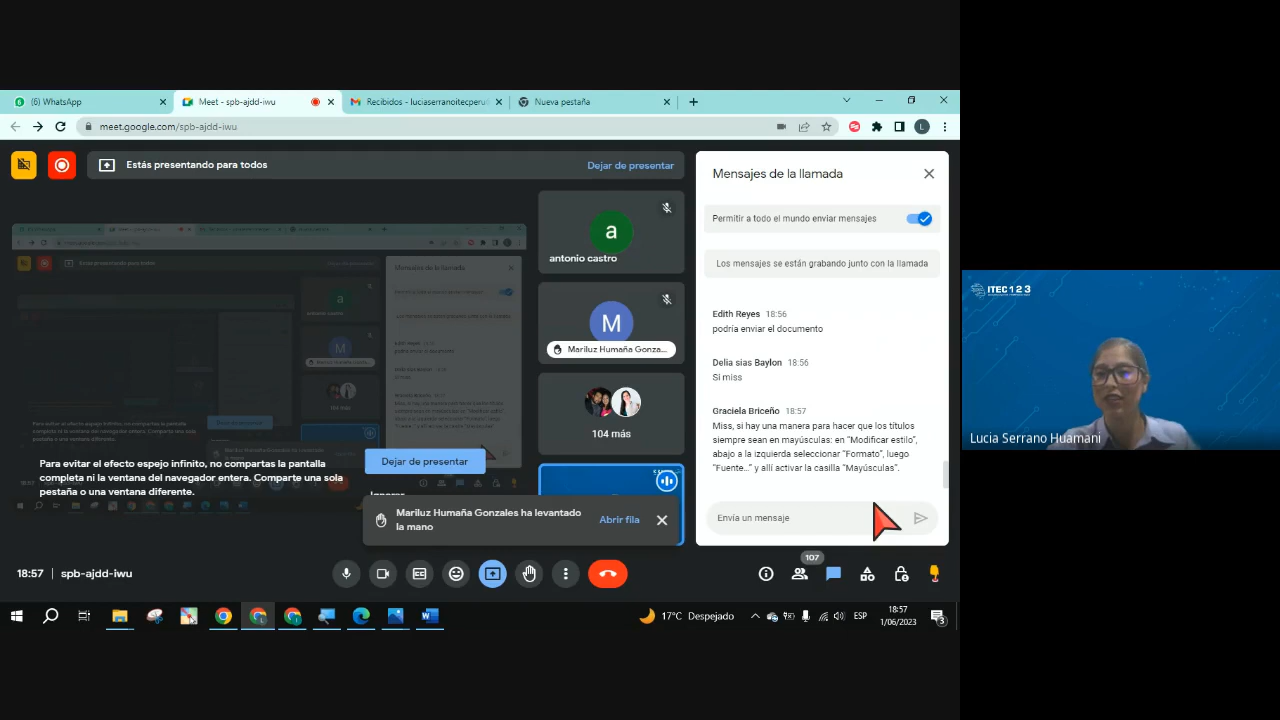 (6) WhatsApp
Meet - spb-ajdd-iwu
Recibidos - luciaserranoitecperu
Nueva pestaña
meet.google.com/spb-ajdd-iwu
L
Estás presentando para todos
Dejar de presentar
a
antonio castro
M
Mariluz Humaña Gonza...
104 más
Para evitar el efecto espejo infinito, no compartas la pantalla
completa ni la ventana del navegador entera. Comparte una sola
pestaña o una ventana diferente.
Dejar de presentar
Mariluz Humaña Gonzales ha levantado
la mano
Abrir fila
Mensajes de la llamada
Permitir a todo el mundo enviar mensajes
Los mensajes se están grabando junto con la llamada
Edith Reyes 18:56
podría enviar el documento
Delia sias Baylon 18:56
Si miss
Graciela Briceño 18:57
Miss, si hay una manera para hacer que los títulos
siempre sean en mayúsculas: en "Modificar estilo",
abajo a la izquierda seleccionar "Formato", luego
"Fuente..." y allí activar la casilla "Mayúsculas".
Envía un mensaje
18:57 spb-ajdd-iwu
107
17°C Despejado
ESP
18:57
1/06/2023
3
ITEC 1 2 3
Lucia Serrano Huamani